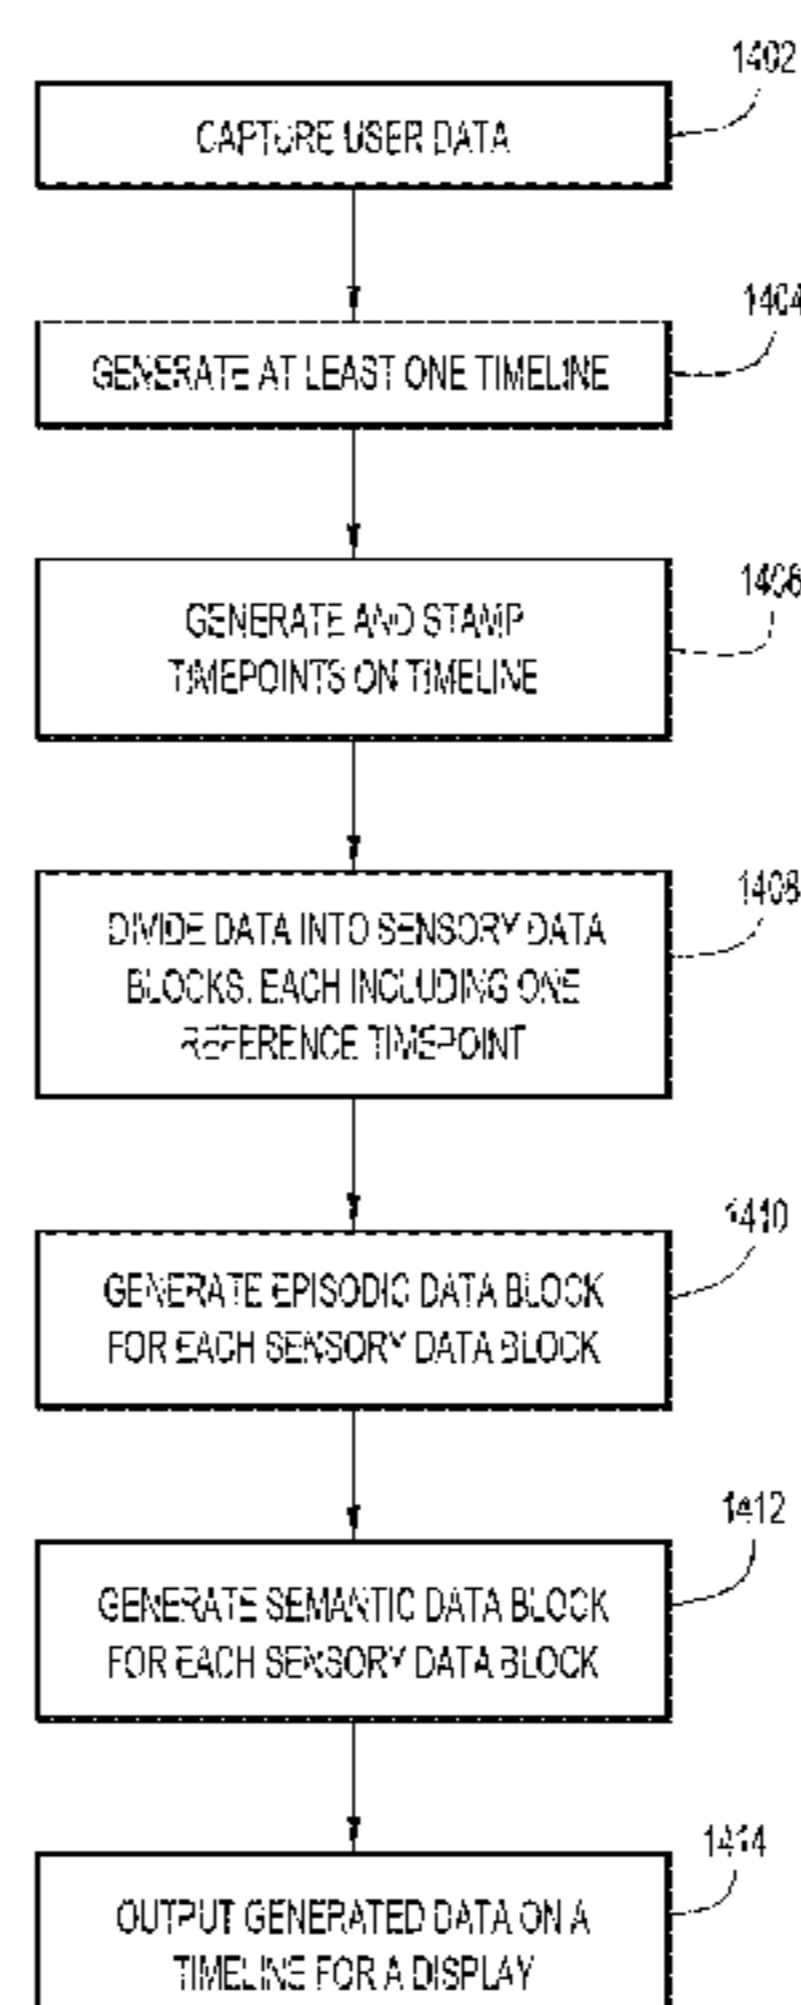 1402
CAPTURE USER DATA
1404
GENERATE AT LEAST ONE TIMELINE
1406
GENERATE AND STAMP
TIMEPOINTS ON TIMELINE
1408
DIVIDE DATA INTO SENSORY DATA
BLOCKS, EACH INCLUDING ONE
REFERENCE TIMEPOINT
1410
GENERATE EPISODIC DATA BLOCK
FOR EACH SENSORY DATA BLOCK
1412
GENERATE SEMANTIC DATA BLOCK
FOR EACH SENSORY DATA BLOCK
1414
OUTPUT GENERATED DATA ON A
TIMELINE FOR A DISPLAY